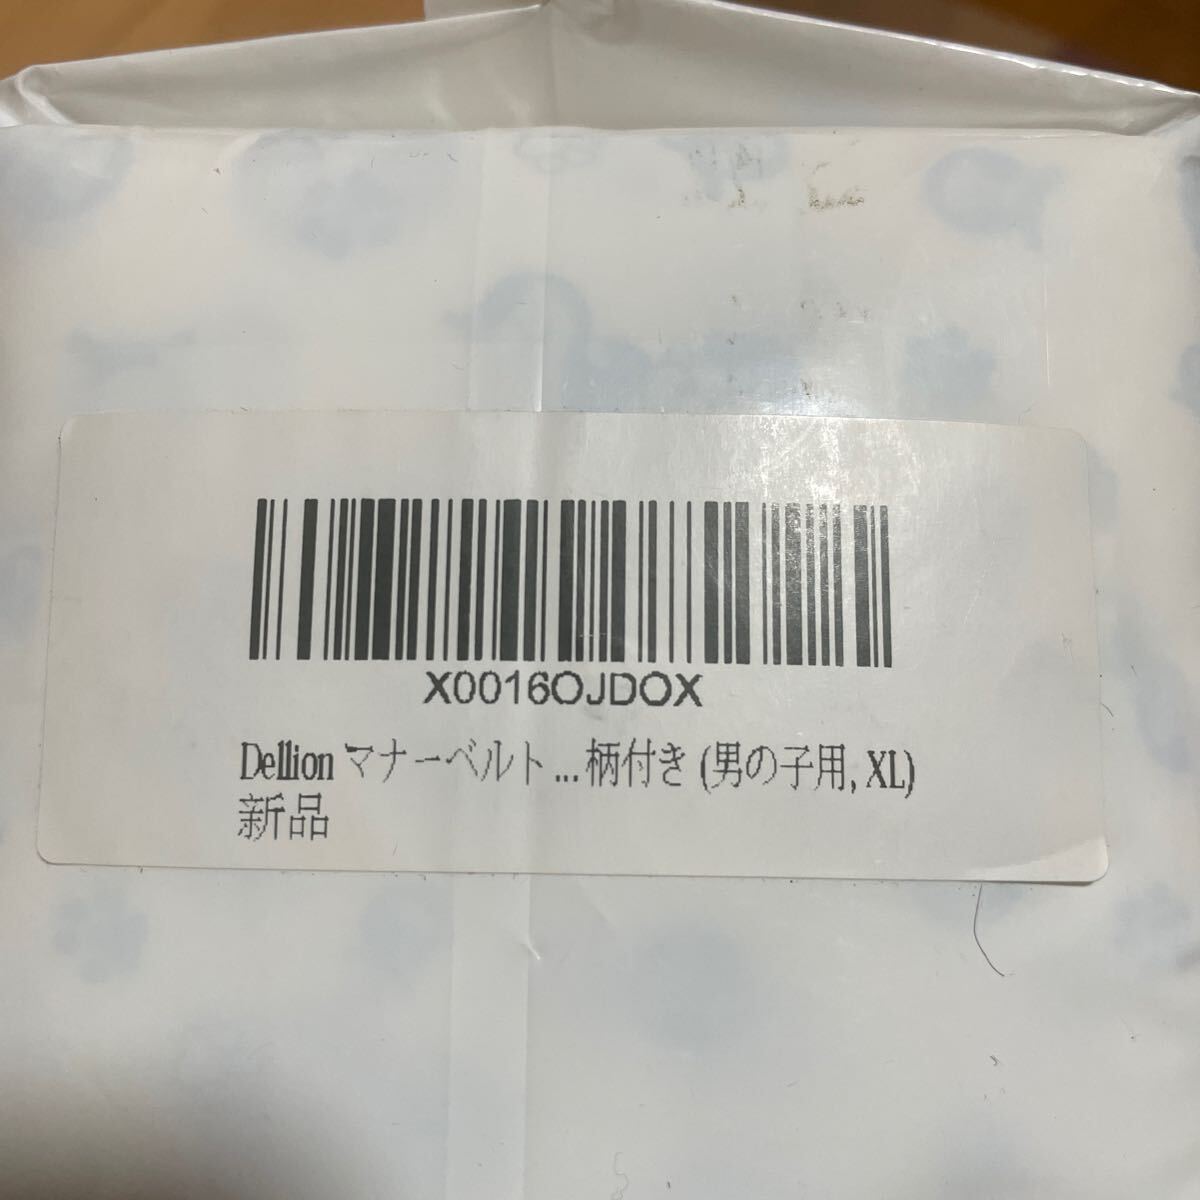 X0016OJDOX
Dellion マナーベルト ... 柄付き (男の子用, XL)
新品